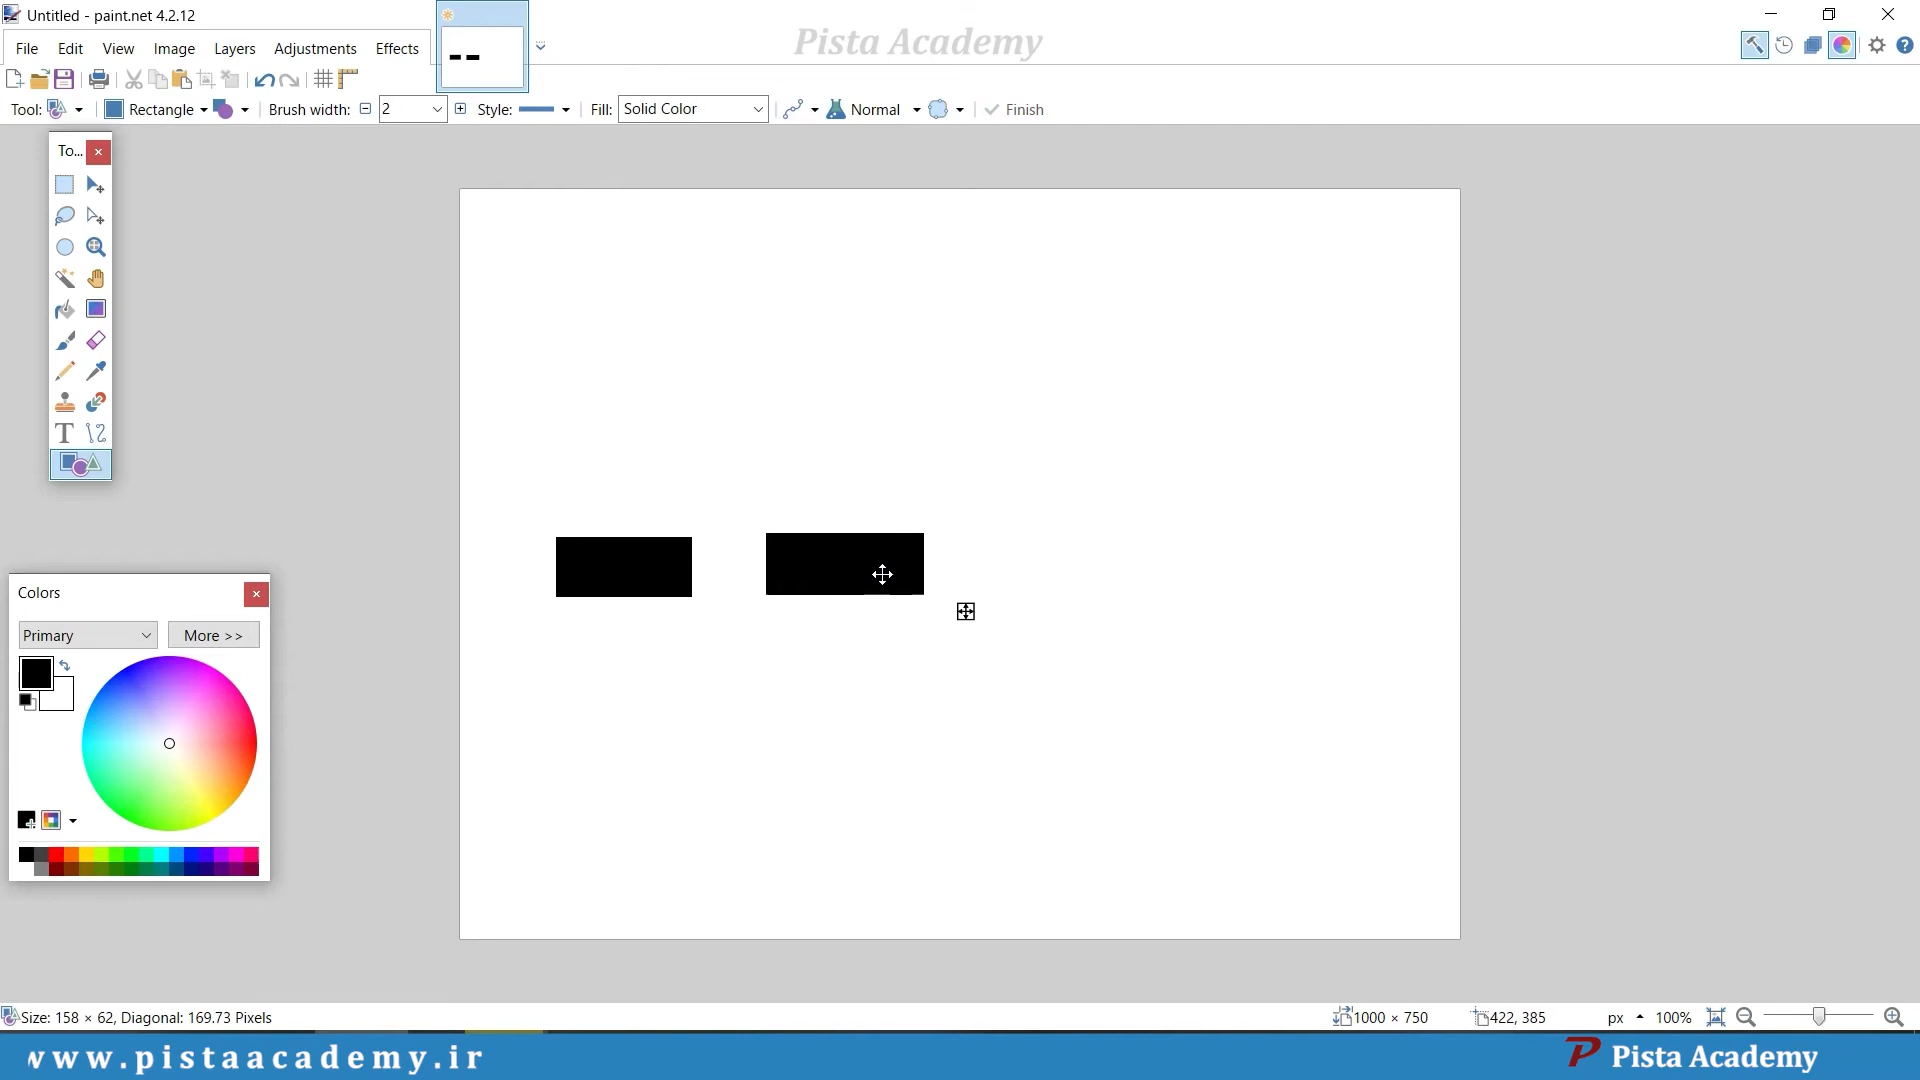 Untitled - paint.net 4.2.12
Pista Academy
File Edit View Image Layers Adjustments Effects
Tool: Rectangle Brush width: 2 Style: Fill: Solid Color Normal Finish
To...
Colors
Primary More >>
Size: 158 × 62, Diagonal: 169.73 Pixels 1000 × 750 422, 385 px 100%
www.pistaacademy.ir Pista Academy